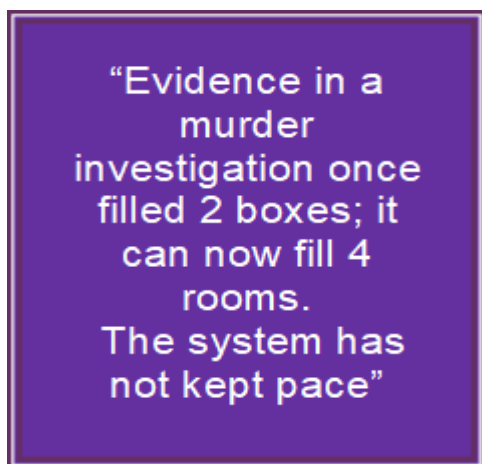 “Evidence in a
murder
investigation once
filled 2 boxes; it
can now fill 4
rooms.
The system has
not kept pace”